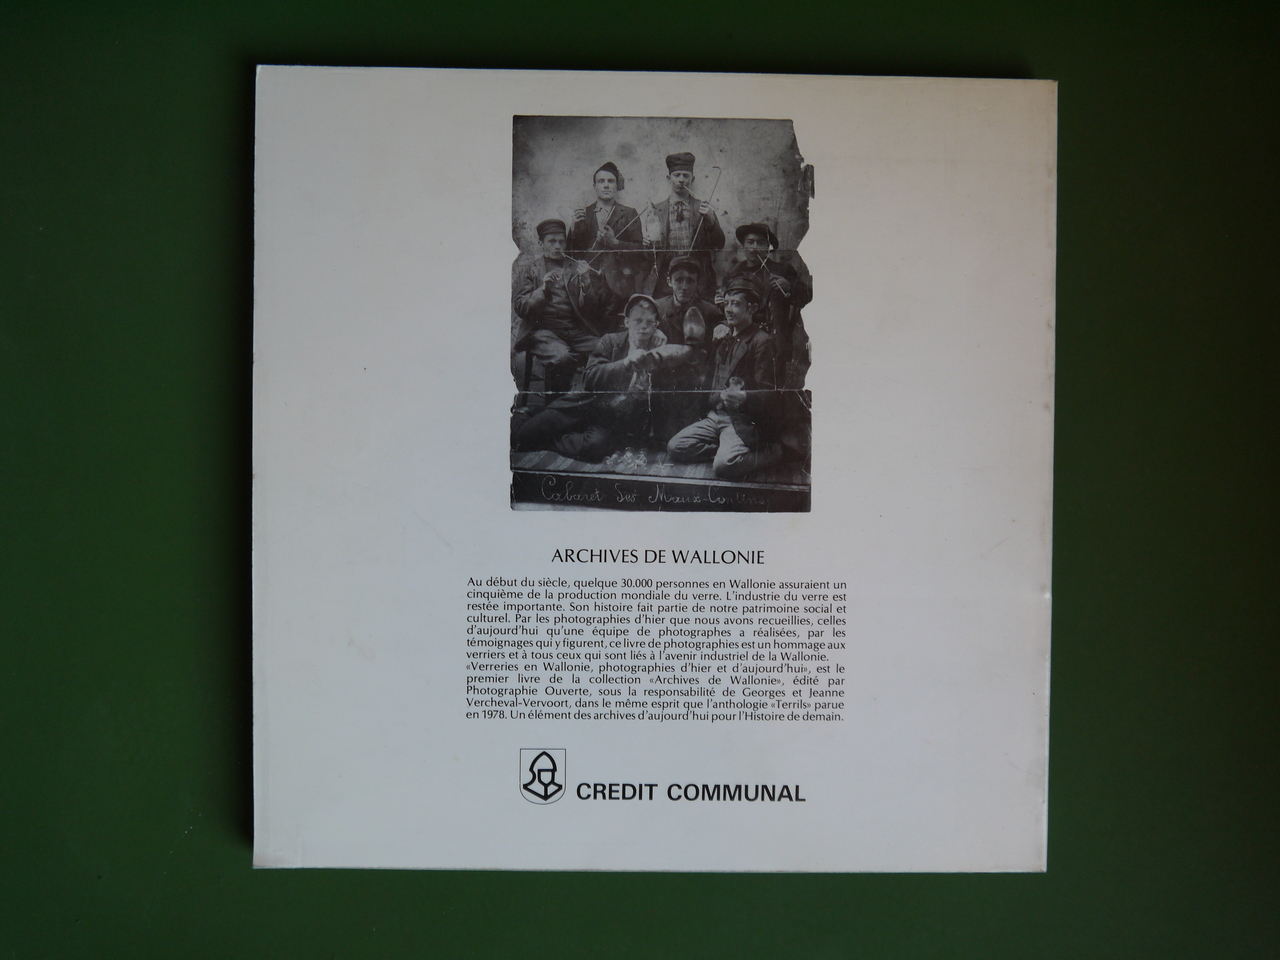 Cabaret des Maux-Con
ARCHIVES DE WALLONIE
Au début du siècle, quelque 30.000 personnes en Wallonie assuraient un
cinquième de la production mondiale du verre. L'industrie du verre est
restée importante. Son histoire fait partie de notre patrimoine social et
culturel. Par les photographies d'hier que nous avons recueillies, celles
d'aujourd'hui qu'une équipe de photographes a réalisées, par les
témoignages qui y figurent, ce livre de photographies est un hommage aux
verriers et à tous ceux qui sont liés à l'avenir industriel de la Wallonie.
«Verreries en Wallonie, photographies d'hier et d'aujourd'hui», est le
premier livre de la collection «Archives de Wallonie», édité par
Photographie Ouverte, sous la responsabilité de Georges et Jeanne
Vercheval-Vervoort, dans le même esprit que l'anthologie «Terrils» parue
en 1978. Un élément des archives d'aujourd'hui pour l'Histoire de demain.
CREDIT COMMUNAL